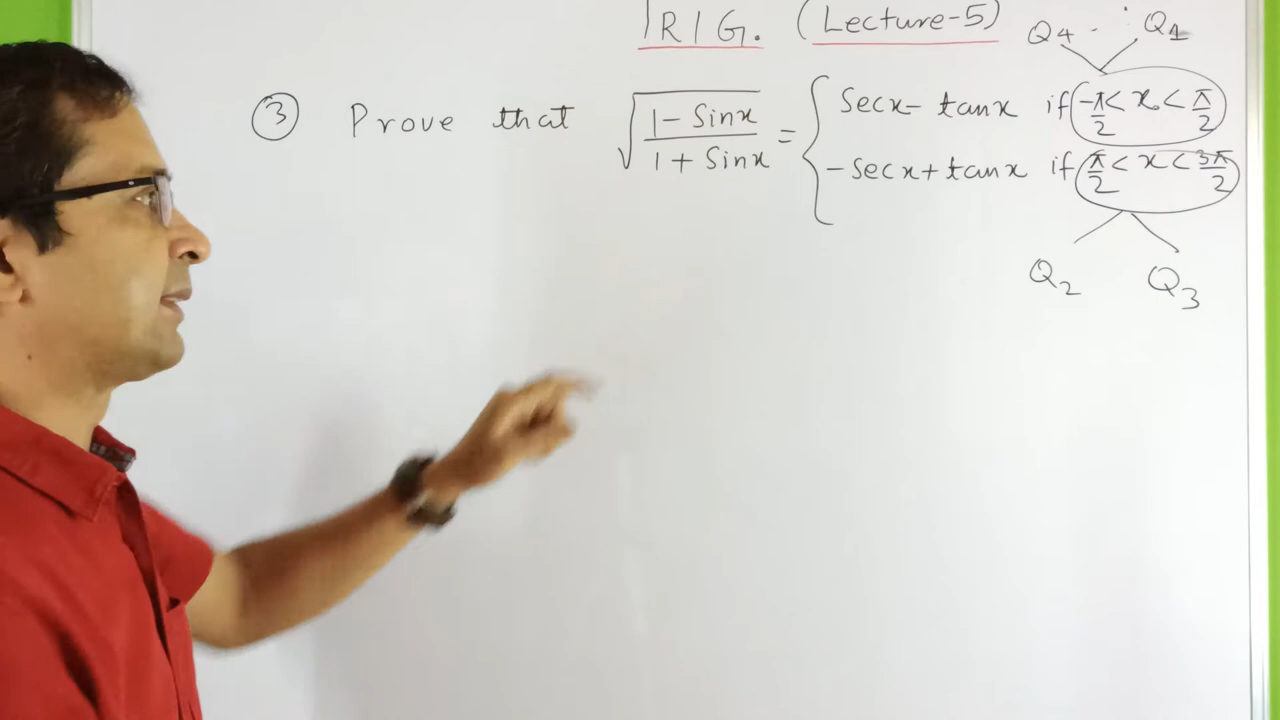 TRIG. (Lecture-5)
Q4 Q1
③ Prove that √((1 - Sinx)/(1 + Sinx)) = { Secx - tanx if -π/2 < x < π/2
-secx + tanx if π/2 < x < 3π/2
Q2 Q3